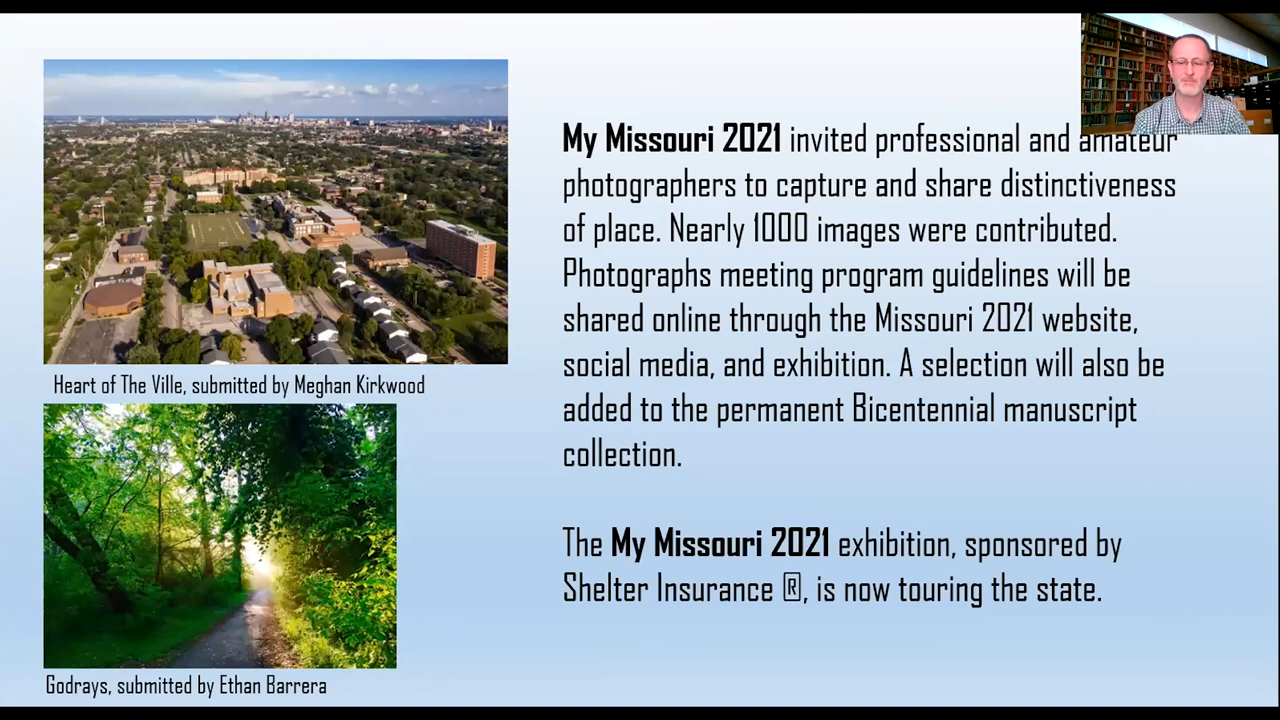 My Missouri 2021 invited professional and amateur
photographers to capture and share distinctiveness
of place. Nearly 1000 images were contributed.
Photographs meeting program guidelines will be
shared online through the Missouri 2021 website,
social media, and exhibition. A selection will also be
added to the permanent Bicentennial manuscript
collection.
The My Missouri 2021 exhibition, sponsored by
Shelter Insurance ®, is now touring the state.
Heart of The Ville, submitted by Meghan Kirkwood
Godrays, submitted by Ethan Barrera